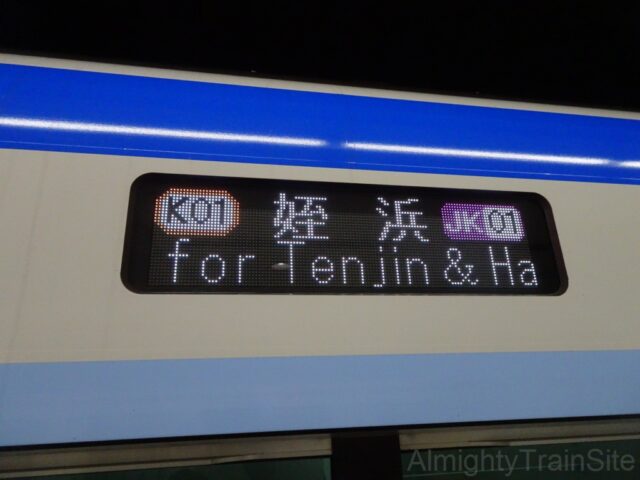 K01 姪浜 JK01
for Tenjin & Ha
AlmightyTrainSite